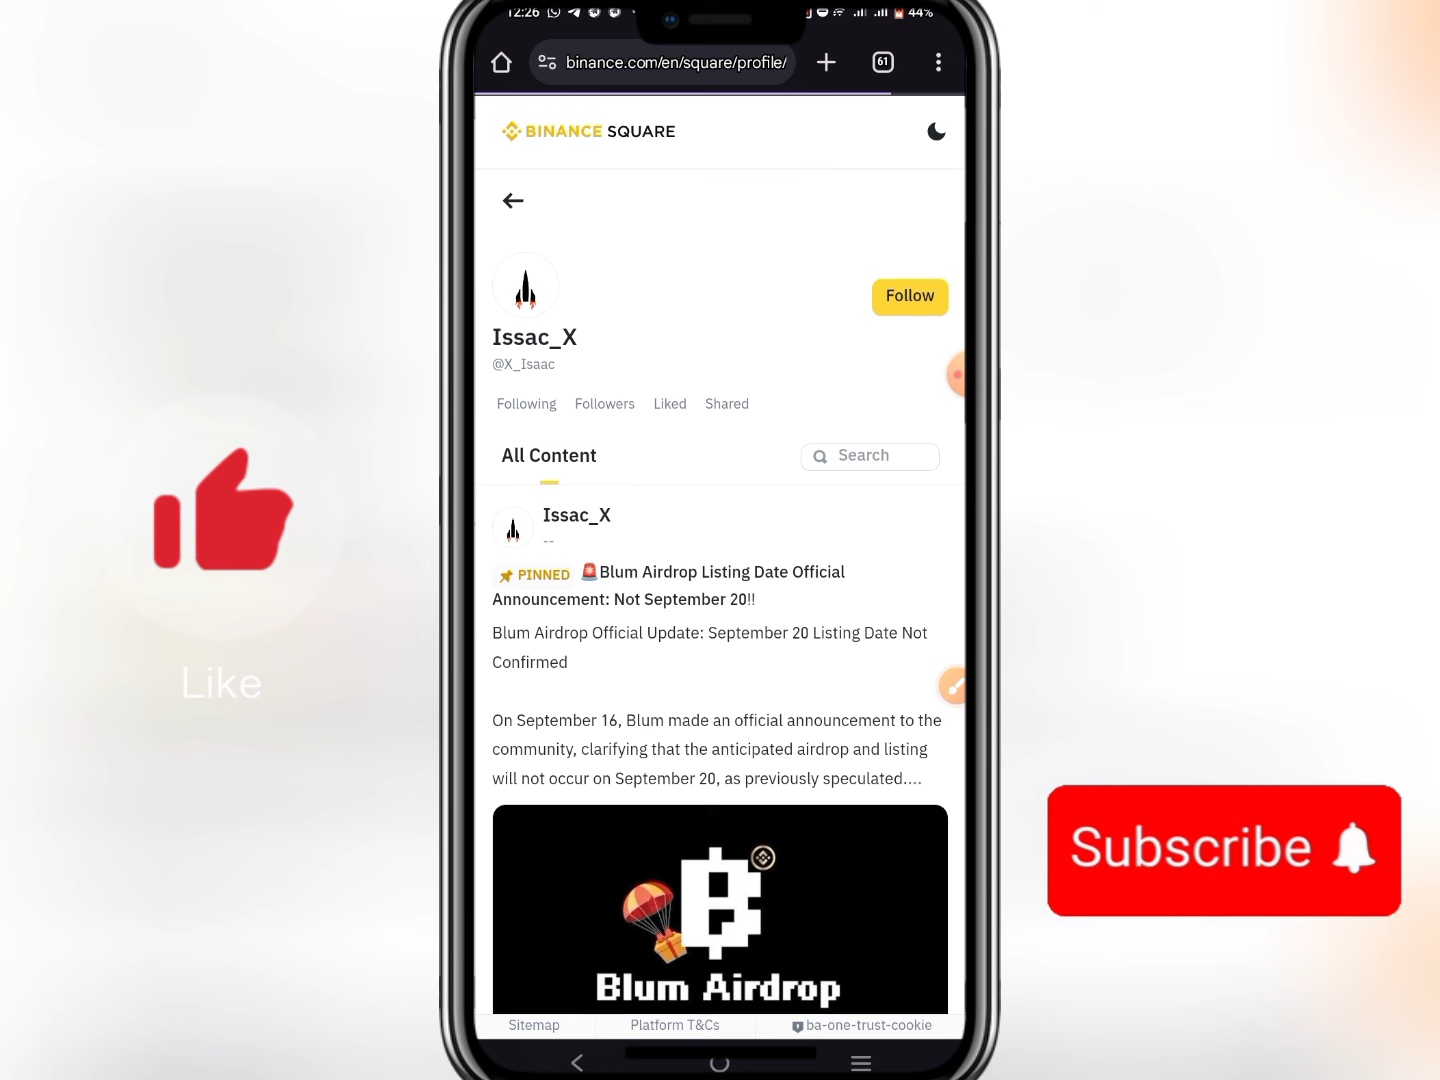 12:26
44%
binance.com/en/square/profile/
61
BINANCE SQUARE
Follow
Issac_X
@X_Isaac
Following Followers Liked Shared
All Content
Search
Issac_X
--
PINNED 🚨Blum Airdrop Listing Date Official
Announcement: Not September 20!!
Blum Airdrop Official Update: September 20 Listing Date Not
Confirmed
On September 16, Blum made an official announcement to the
community, clarifying that the anticipated airdrop and listing
will not occur on September 20, as previously speculated....
Blum Airdrop
Sitemap Platform T&Cs ba-one-trust-cookie
Like
Subscribe